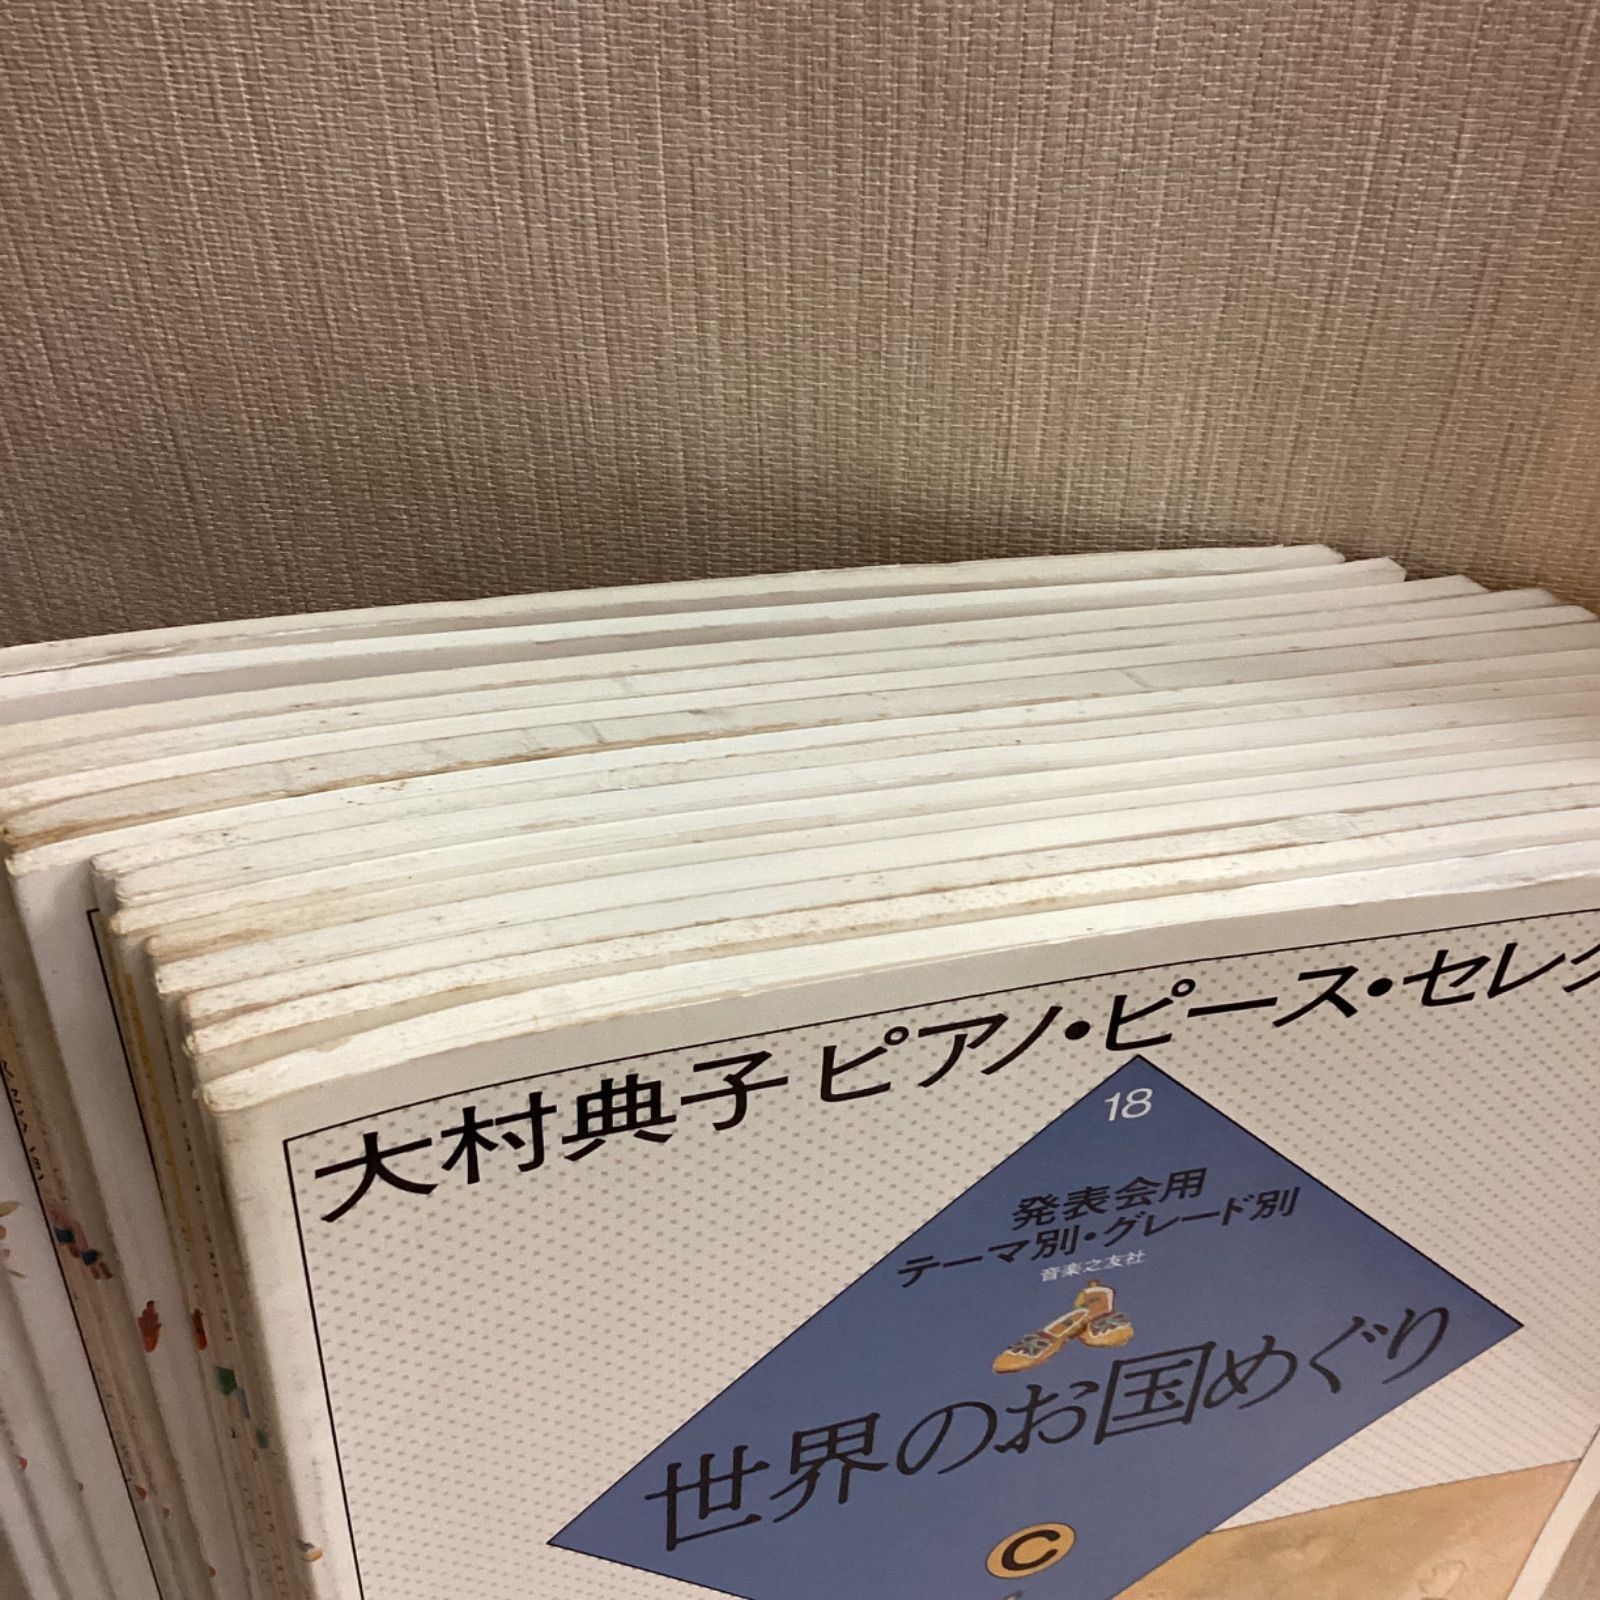 大村典子 ピアノ・ピース・セレク
18
発表会用
テーマ別・グレード別
音楽之友社
世界のお国めぐり
C